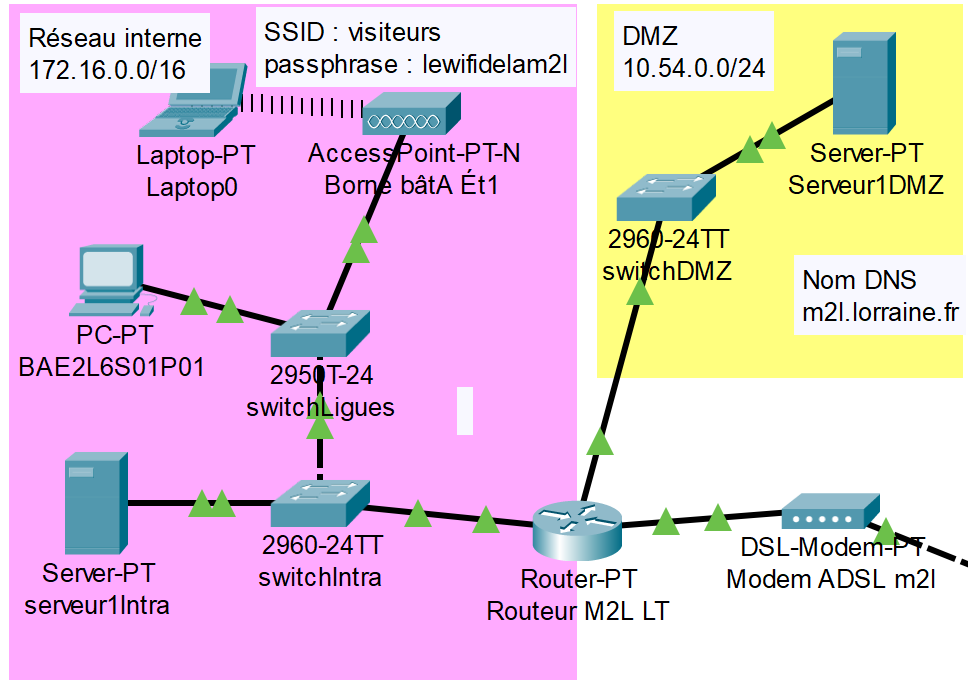 Réseau interne
172.16.0.0/16
SSID : visiteurs
passphrase : lewifidelam2l
DMZ
10.54.0.0/24
Laptop-PT
Laptop0
AccessPoint-PT-N
Borne bâtA Ét1
Server-PT
Serveur1DMZ
2960-24TT
switchDMZ
Nom DNS
m2l.lorraine.fr
PC-PT
BAE2L6S01P01
2950T-24
switchLigues
Server-PT
serveur1Intra
2960-24TT
switchIntra
Router-PT
Routeur M2L LT
DSL-Modem-PT
Modem ADSL m2l